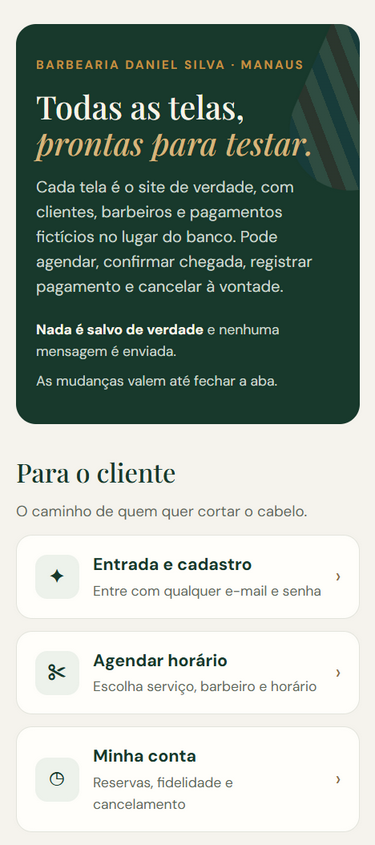 BARBEARIA DANIEL SILVA · MANAUS
Todas as telas,
prontas para testar.
Cada tela é o site de verdade, com
clientes, barbeiros e pagamentos
fictícios no lugar do banco. Pode
agendar, confirmar chegada, registrar
pagamento e cancelar à vontade.
Nada é salvo de verdade e nenhuma
mensagem é enviada.
As mudanças valem até fechar a aba.
Para o cliente
O caminho de quem quer cortar o cabelo.
Entrada e cadastro
Entre com qualquer e-mail e senha
Agendar horário
Escolha serviço, barbeiro e horário
Minha conta
Reservas, fidelidade e
cancelamento